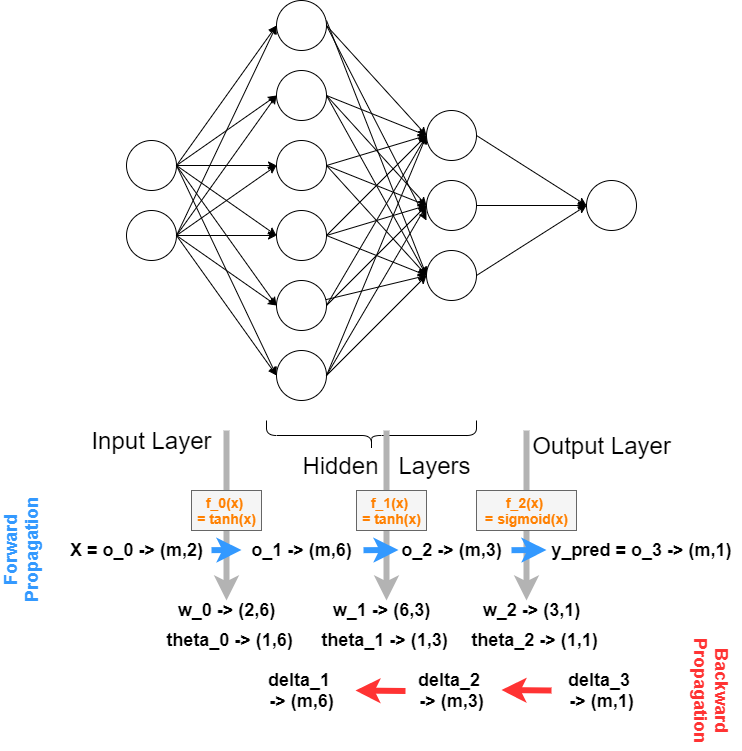 Input Layer
Hidden Layers
Output Layer
f_0(x)
= tanh(x)
f_1(x)
= tanh(x)
f_2(x)
= sigmoid(x)
Forward
Propagation
X = o_0 -> (m,2)
o_1 -> (m,6)
o_2 -> (m,3)
y_pred = o_3 -> (m,1)
w_0 -> (2,6)
w_1 -> (6,3)
w_2 -> (3,1)
theta_0 -> (1,6)
theta_1 -> (1,3)
theta_2 -> (1,1)
delta_1
-> (m,6)
delta_2
-> (m,3)
delta_3
-> (m,1)
Backward
Propagation